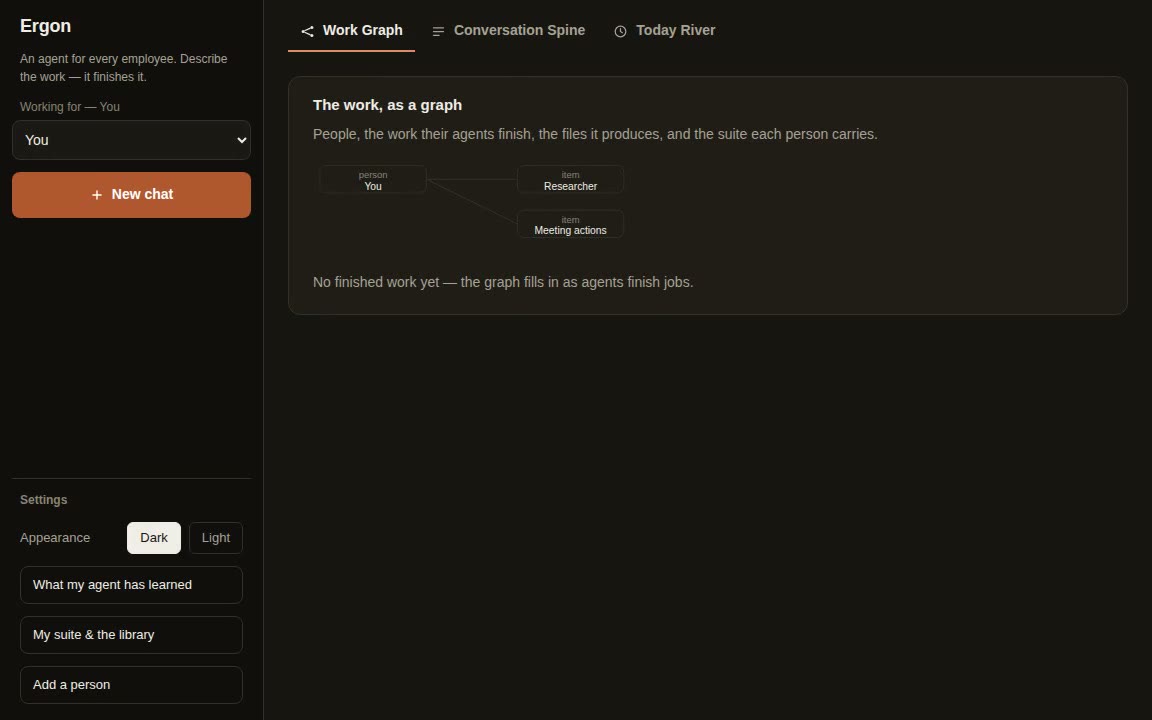 Ergon
An agent for every employee. Describe
the work — it finishes it.
Working for — You
You
New chat
Settings
Appearance
Dark
Light
What my agent has learned
My suite & the library
Add a person
Work Graph
Conversation Spine
Today River
The work, as a graph
People, the work their agents finish, the files it produces, and the suite each person carries.
person
You
item
Researcher
item
Meeting actions
No finished work yet — the graph fills in as agents finish jobs.